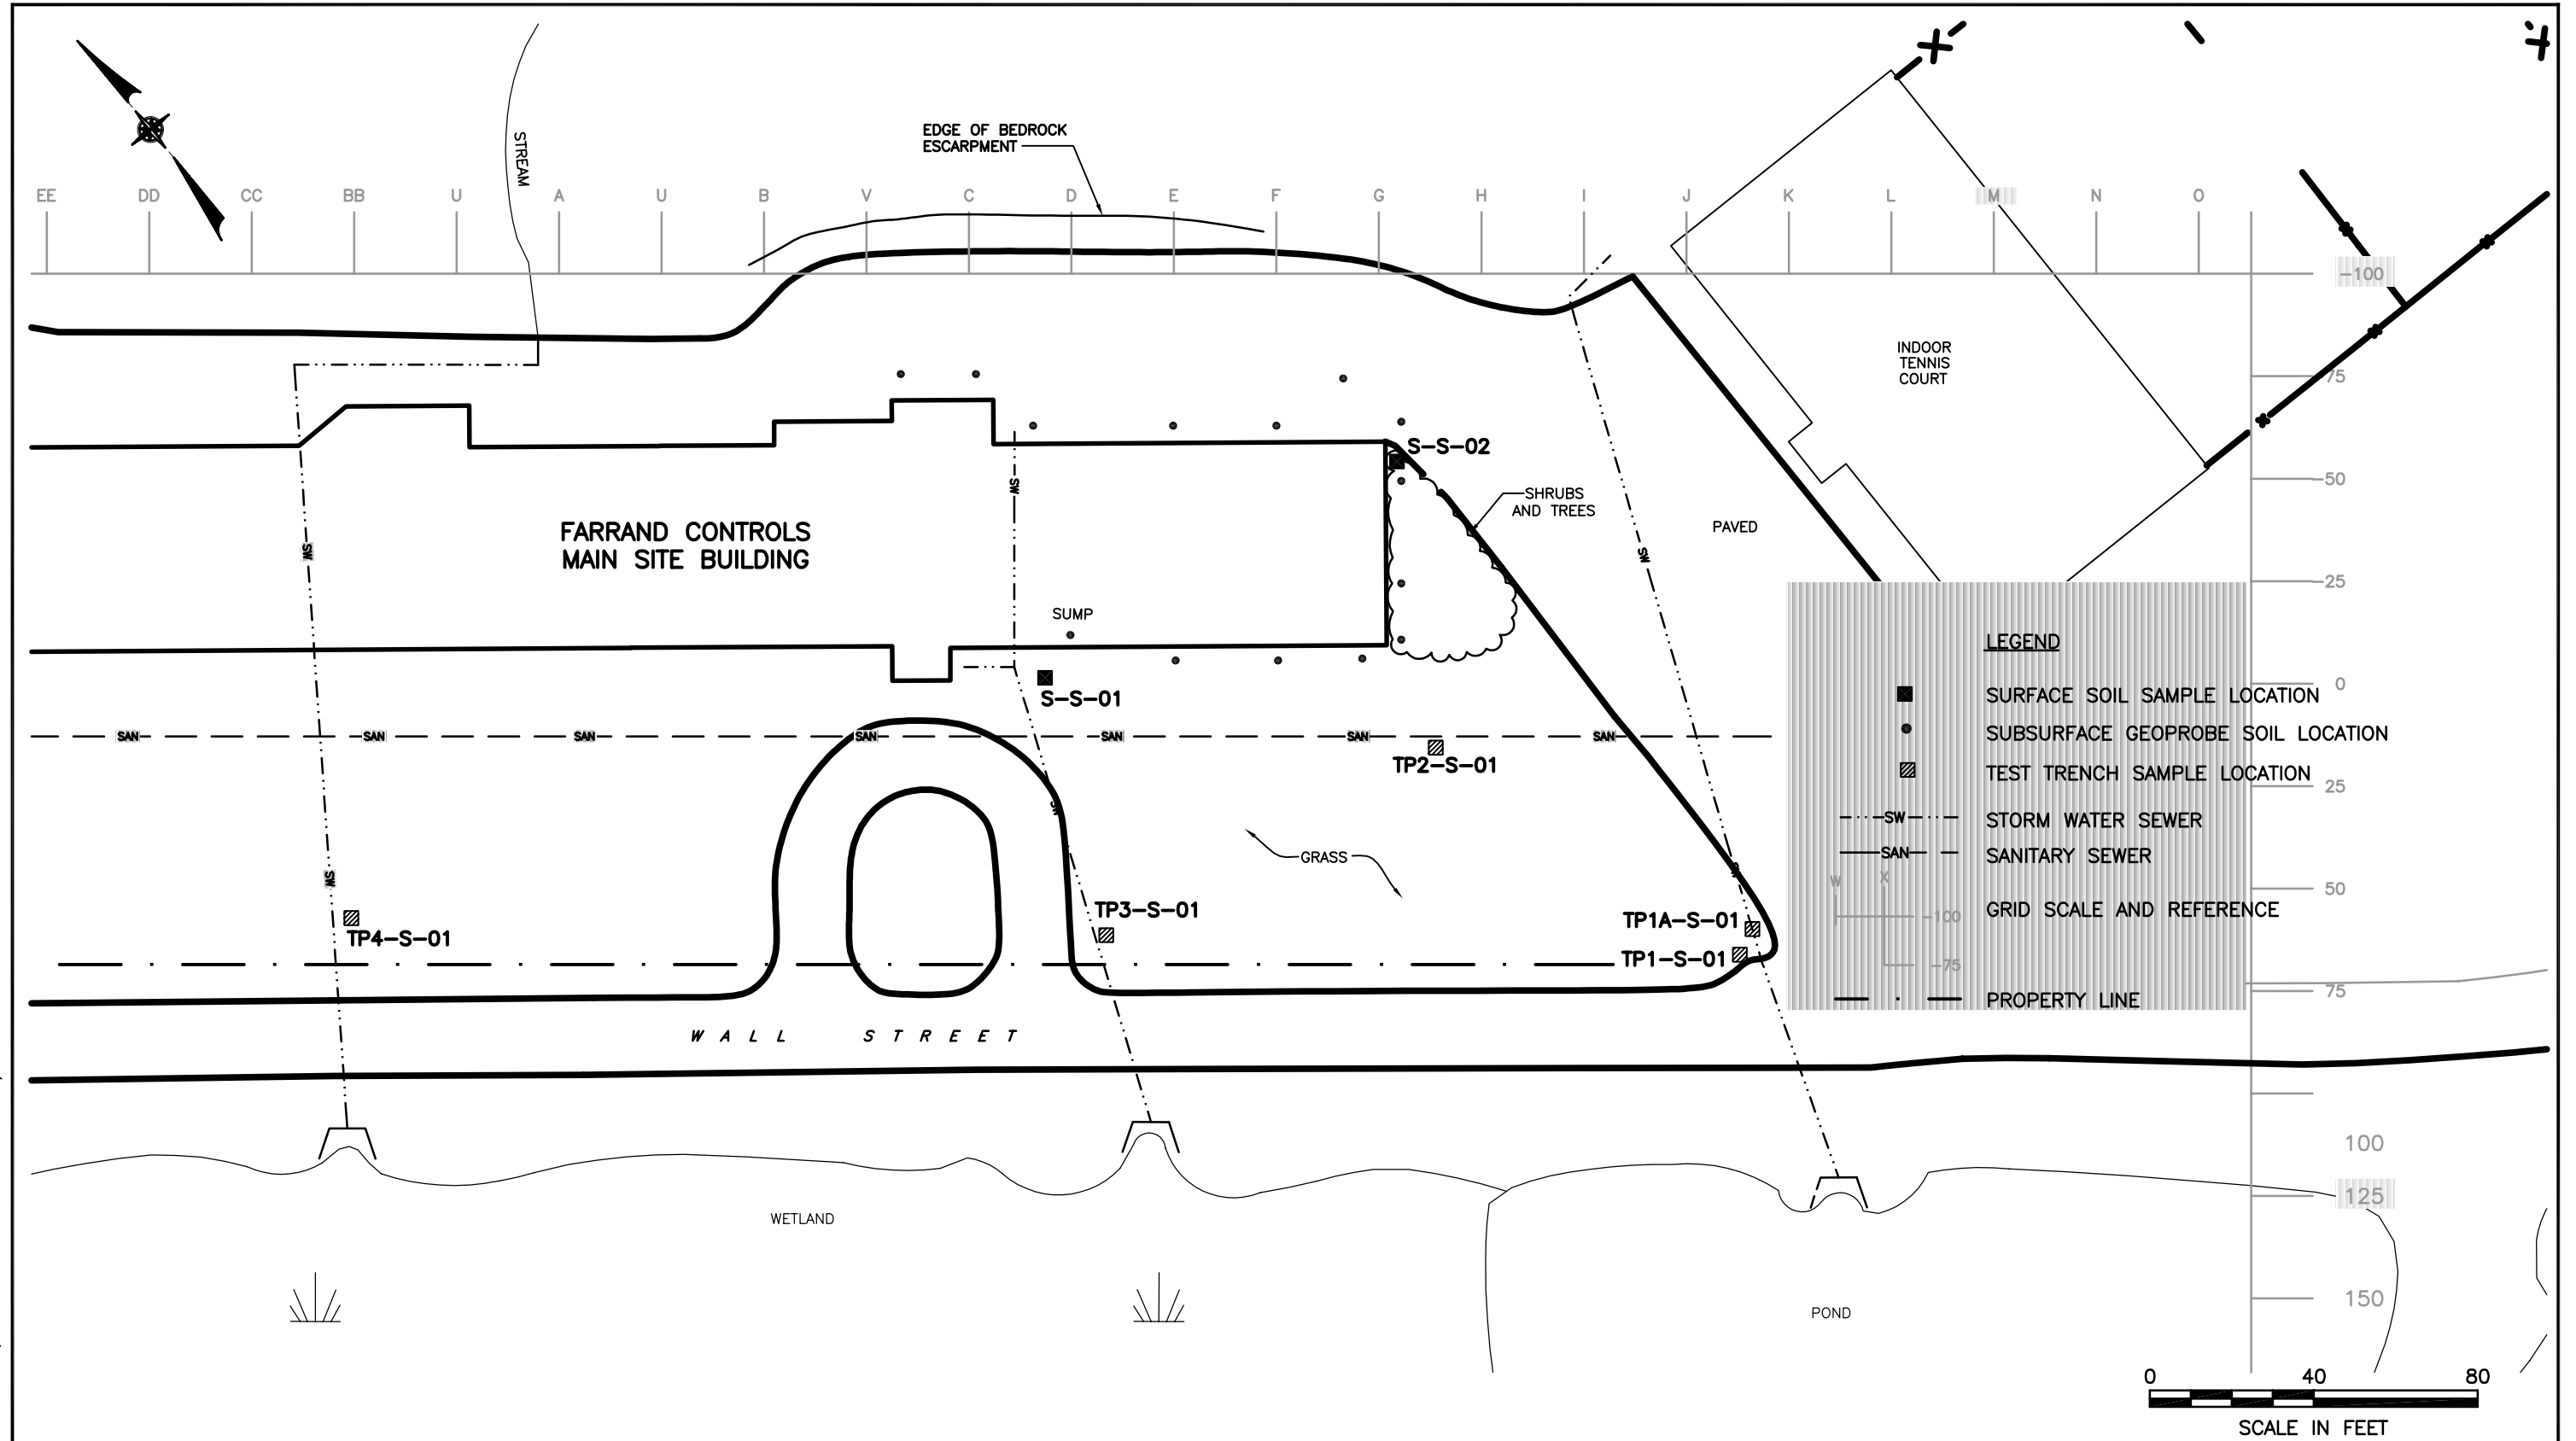 EDGE OF BEDROCK
ESCARPMENT
STREAM
EE DD CC BB U A U B V C D E F G H I J K L M N O
-100
INDOOR
TENNIS
COURT
75
S-S-02
-50
SW
SHRUBS
AND TREES
PAVED
FARRAND CONTROLS
MAIN SITE BUILDING
SW
SW
-25
SUMP
LEGEND
0
S-S-01
SURFACE SOIL SAMPLE LOCATION
SUBSURFACE GEOPROBE SOIL LOCATION
SAN SAN SAN SAN SAN SAN SAN
TP2-S-01
TEST TRENCH SAMPLE LOCATION
25
SW
SW STORM WATER SEWER
GRASS
SAN SANITARY SEWER
SW
50
W X
-100 GRID SCALE AND REFERENCE
TP3-S-01
TP1A-S-01
TP4-S-01
TP1-S-01
-75
75
PROPERTY LINE
WALL STREET
100
125
WETLAND
150
POND
0 40 80
SCALE IN FEET